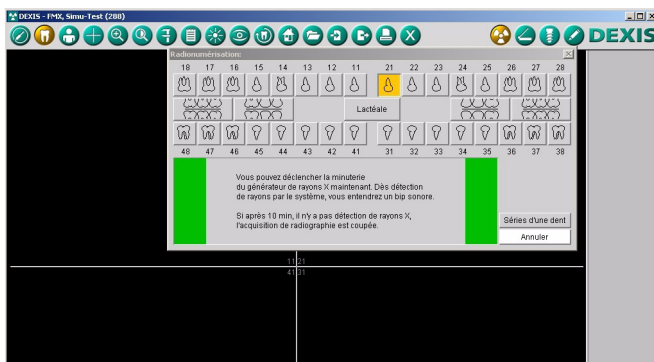 DEXIS - FMX, Simu-Test (288)
DEXIS
Radionumérisation:
18 17 16 15 14 13 12 11 21 22 23 24 25 26 27 28
Lactéale
48 47 46 45 44 43 42 41 31 32 33 34 35 36 37 38
Vous pouvez déclencher la minuterie
du générateur de rayons X maintenant. Dès détection
de rayons par le système, vous entendrez un bip sonore.
Si après 10 min, il n'y a pas détection de rayons X,
l'acquisition de radiographie est coupée.
Séries d'une dent
Annuler
11 21
41 31